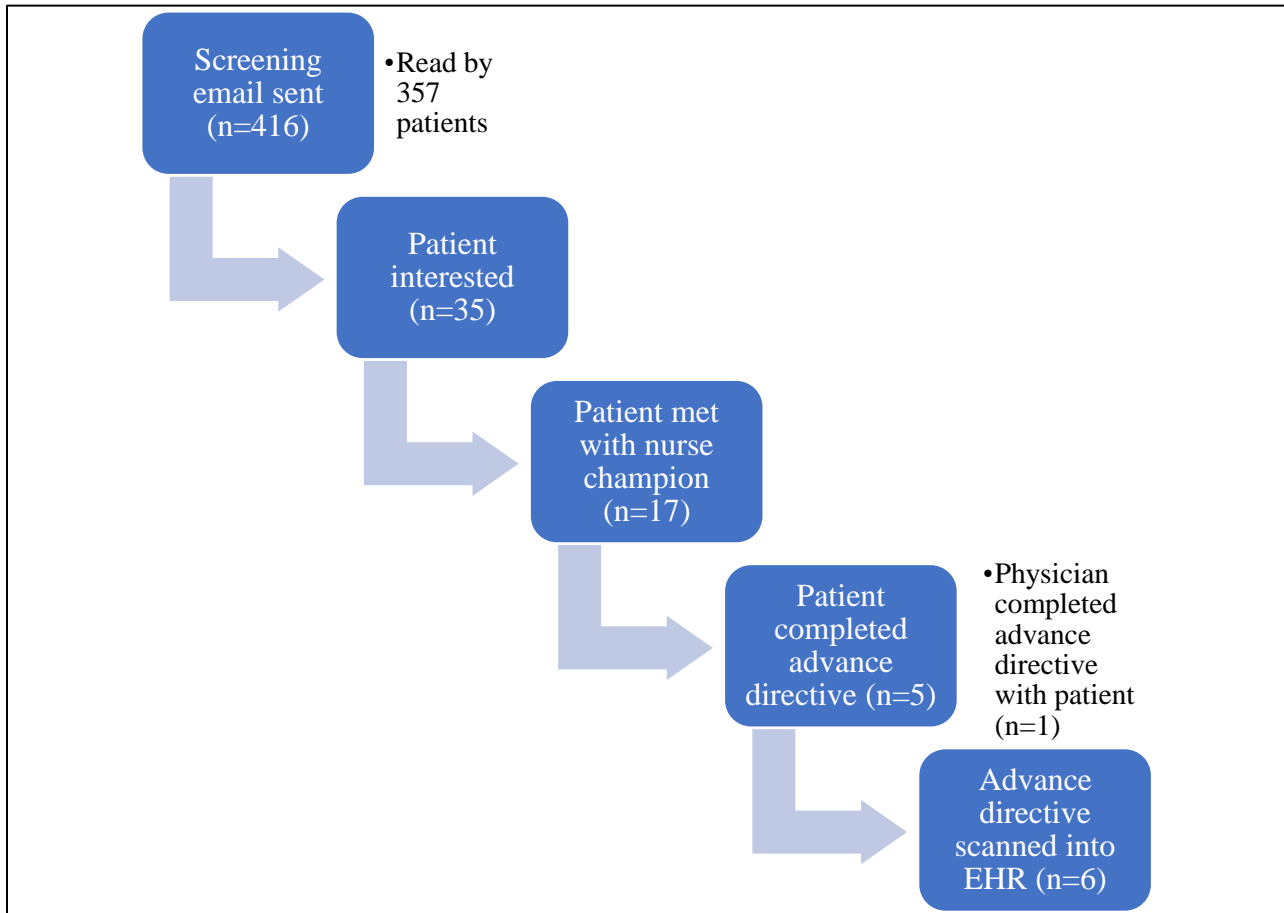 Screening
email sent
(n=416)
•Read by
357
patients
Patient
interested
(n=35)
Patient met
with nurse
champion
(n=17)
Patient
completed
advance
directive (n=5)
•Physician
completed
advance
directive
with patient
(n=1)
Advance
directive
scanned into
EHR (n=6)